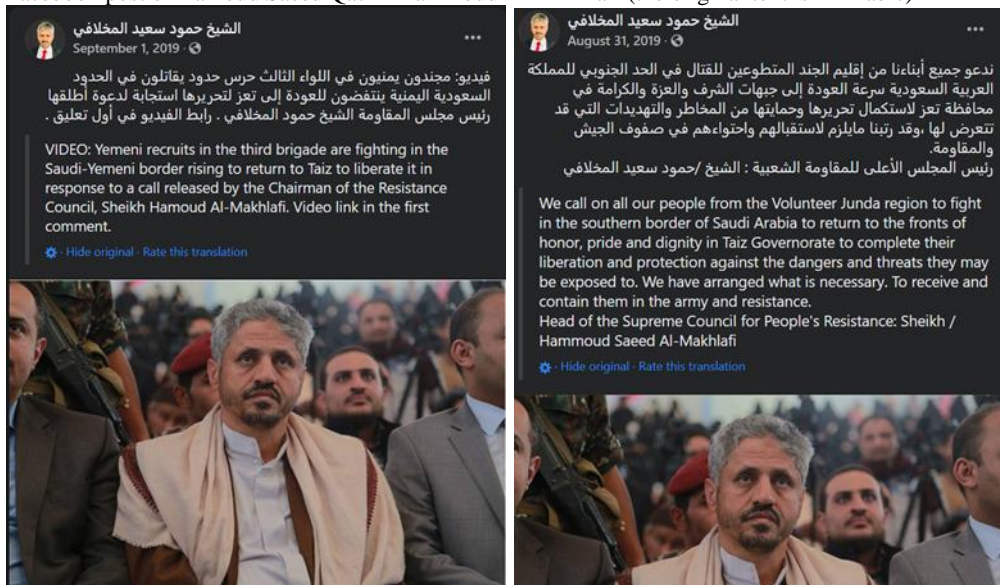 الشيخ حمود سعيد المخلافي
September 1, 2019 ·
فيديو: مجندون يمنيون في اللواء الثالث حرس حدود يقاتلون في الحدود
السعودية اليمنية ينتفضون للعودة إلى تعز لتحريرها استجابة لدعوة أطلقها
رئيس مجلس المقاومة الشيخ حمود المخلافي . رابط الفيديو في أول تعليق .
VIDEO: Yemeni recruits in the third brigade are fighting in the
Saudi-Yemeni border rising to return to Taiz to liberate it in
response to a call released by the Chairman of the Resistance
Council, Sheikh Hamoud Al-Makhlafi. Video link in the first
comment.
· Hide original · Rate this translation
الشيخ حمود سعيد المخلافي
August 31, 2019 ·
ندعو جميع أبناءنا من إقليم الجند المتطوعين للقتال في الحد الجنوبي للمملكة
العربية السعودية سرعة العودة إلى جبهات الشرف والعزة والكرامة في
محافظة تعز لاستكمال تحريرها وحمايتها من المخاطر والتهديدات التي قد
تتعرض لها ،وقد رتبنا مايلزم لاستقبالهم واحتواءهم في صفوف الجيش
والمقاومة.
رئيس المجلس الأعلى للمقاومة الشعبية : الشيخ /حمود سعيد المخلافي
We call on all our people from the Volunteer Junda region to fight
in the southern border of Saudi Arabia to return to the fronts of
honor, pride and dignity in Taiz Governorate to complete their
liberation and protection against the dangers and threats they may
be exposed to. We have arranged what is necessary. To receive and
contain them in the army and resistance.
Head of the Supreme Council for People's Resistance: Sheikh /
Hammoud Saeed Al-Makhlafi
· Hide original · Rate this translation